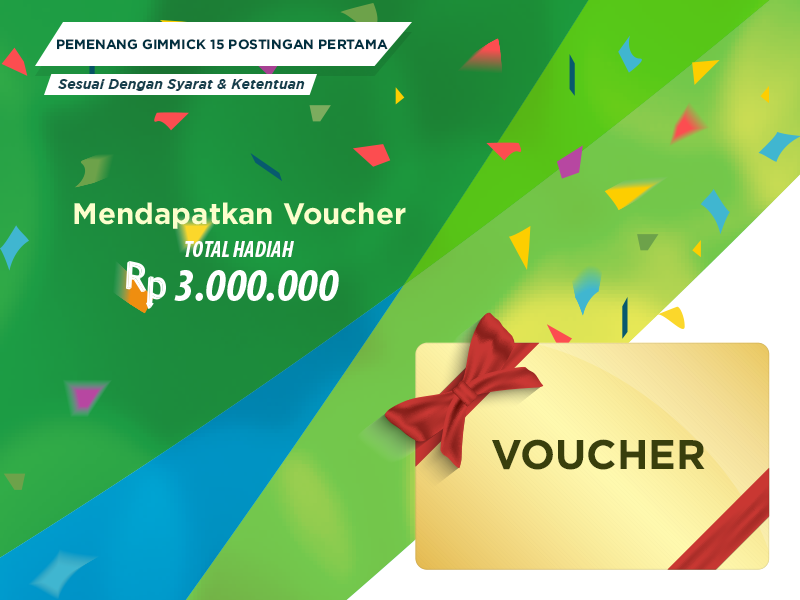 PEMENANG GIMMICK 15 POSTINGAN PERTAMA
Sesuai Dengan Syarat & Ketentuan
Mendapatkan Voucher
TOTAL HADIAH
Rp 3.000.000
VOUCHER